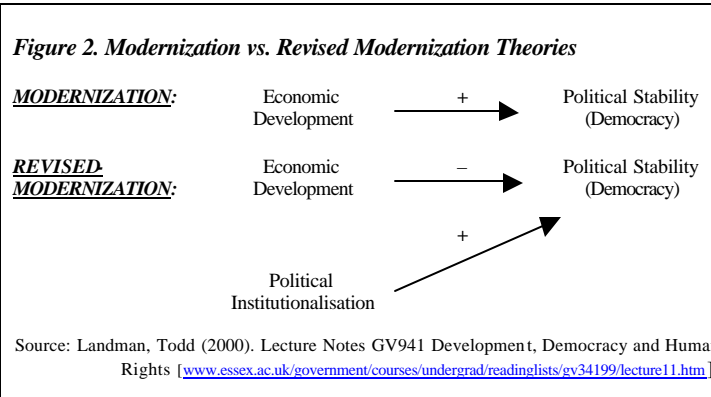 Figure 2. Modernization vs. Revised Modernization Theories
MODERNIZATION: Economic + Political Stability
Development (Democracy)
REVISED- Economic – Political Stability
MODERNIZATION: Development (Democracy)
+
Political
Institutionalisation
Source: Landman, Todd (2000). Lecture Notes GV941 Development, Democracy and Huma
Rights [www.essex.ac.uk/government/courses/undergrad/readinglists/gv34199/lecture11.htm]